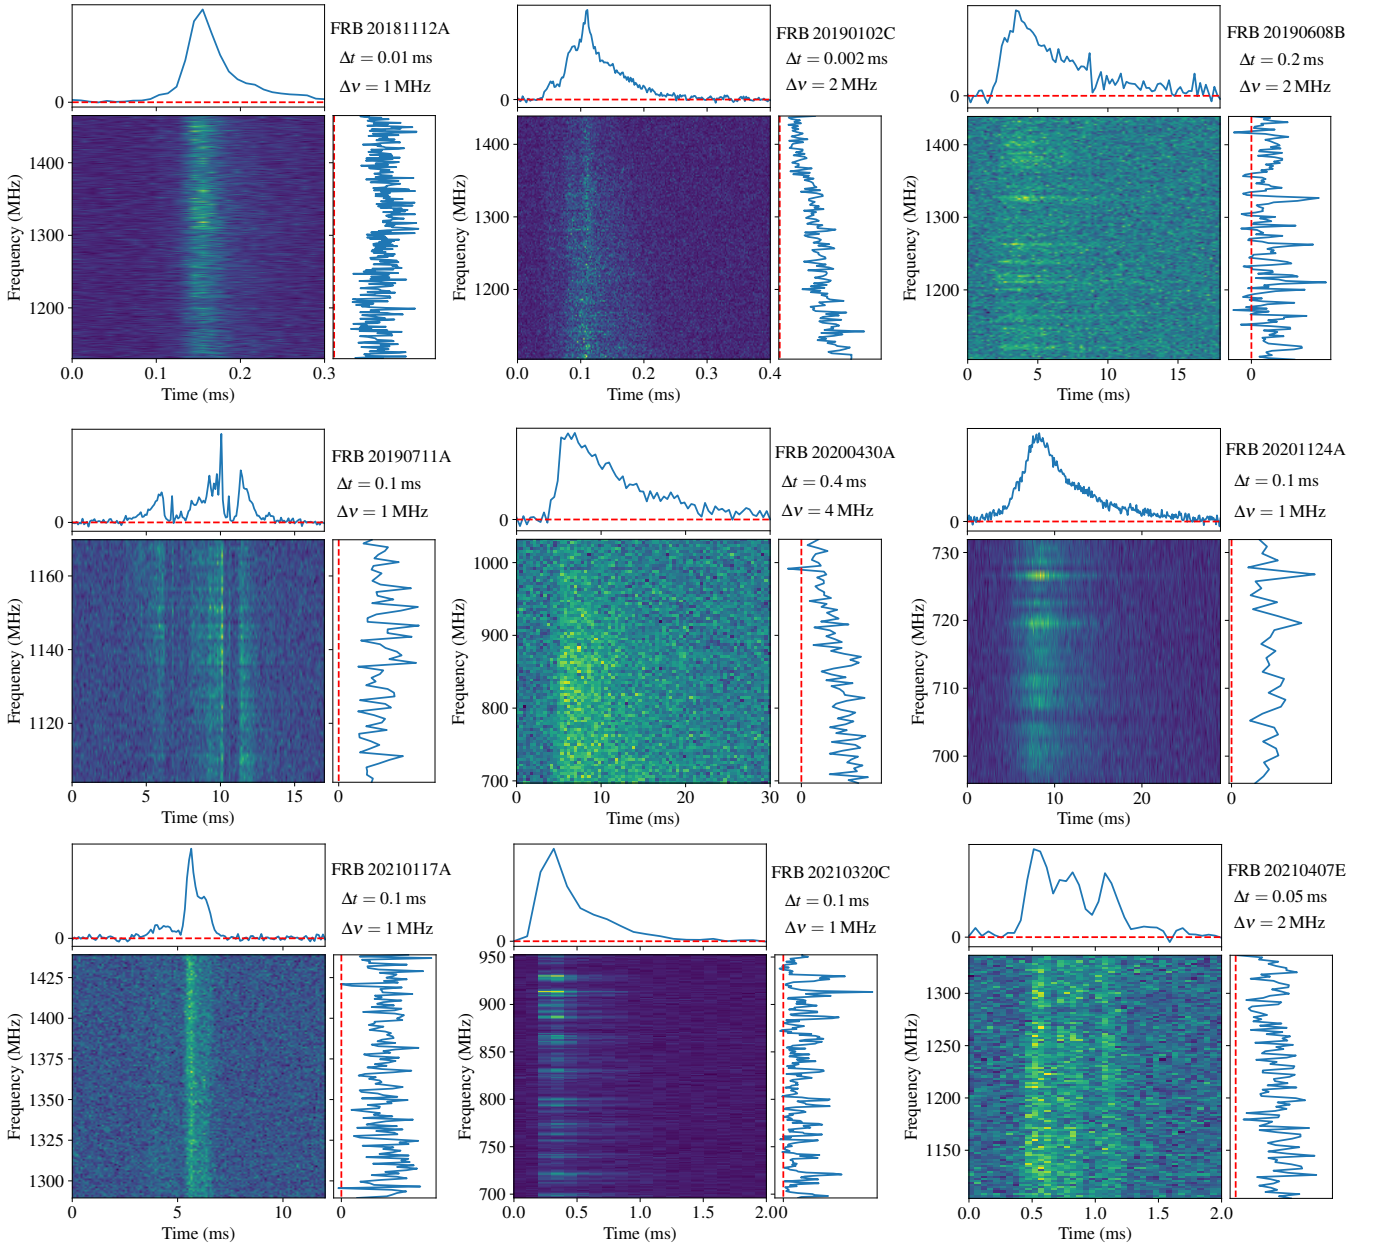 FRB 20181112A
Δt = 0.01 ms
Δν = 1 MHz
0
Frequency (MHz)
1400
1300
1200
0.0 0.1 0.2 0.3
Time (ms)
FRB 20190102C
Δt = 0.002 ms
Δν = 2 MHz
0
Frequency (MHz)
1400
1300
1200
0.0 0.1 0.2 0.3 0.4
Time (ms)
FRB 20190608B
Δt = 0.2 ms
Δν = 2 MHz
0
Frequency (MHz)
1400
1300
1200
0 5 10 15 0
Time (ms)
FRB 20190711A
Δt = 0.1 ms
Δν = 1 MHz
0
Frequency (MHz)
1160
1140
1120
0 5 10 15 0
Time (ms)
FRB 20200430A
Δt = 0.4 ms
Δν = 4 MHz
0
Frequency (MHz)
1000
900
800
700
0 10 20 30 0
Time (ms)
FRB 20201124A
Δt = 0.1 ms
Δν = 1 MHz
0
Frequency (MHz)
730
720
710
700
0 10 20 0
Time (ms)
FRB 20210117A
Δt = 0.1 ms
Δν = 1 MHz
0
Frequency (MHz)
1425
1400
1375
1350
1325
1300
0 5 10 0
Time (ms)
FRB 20210320C
Δt = 0.1 ms
Δν = 1 MHz
0
Frequency (MHz)
950
900
850
800
750
700
0.0 0.5 1.0 1.5 2.0 0
Time (ms)
FRB 20210407E
Δt = 0.05 ms
Δν = 2 MHz
0
Frequency (MHz)
1300
1250
1200
1150
0.0 0.5 1.0 1.5 2.0
Time (ms)